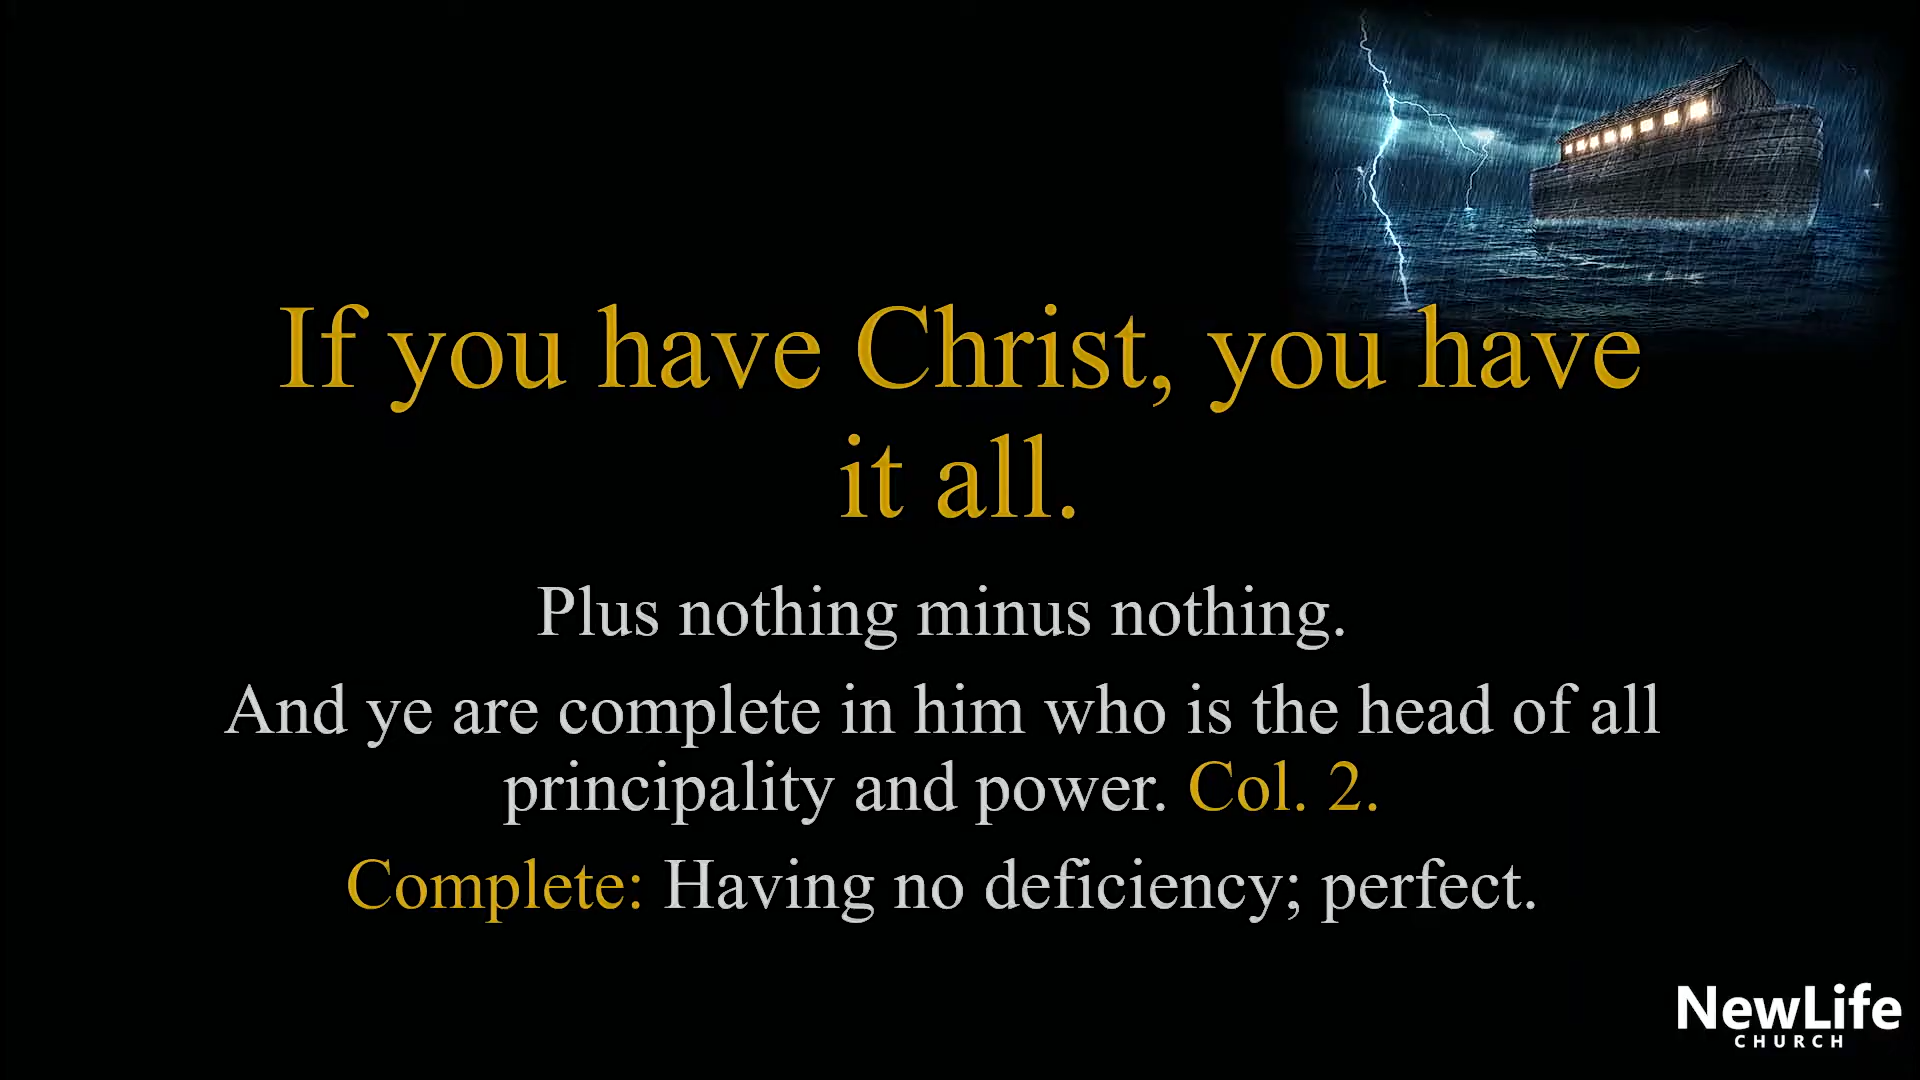 If you have Christ, you have
it all.
Plus nothing minus nothing.
And ye are complete in him who is the head of all
principality and power. Col. 2.
Complete: Having no deficiency; perfect.
NewLife
CHURCH